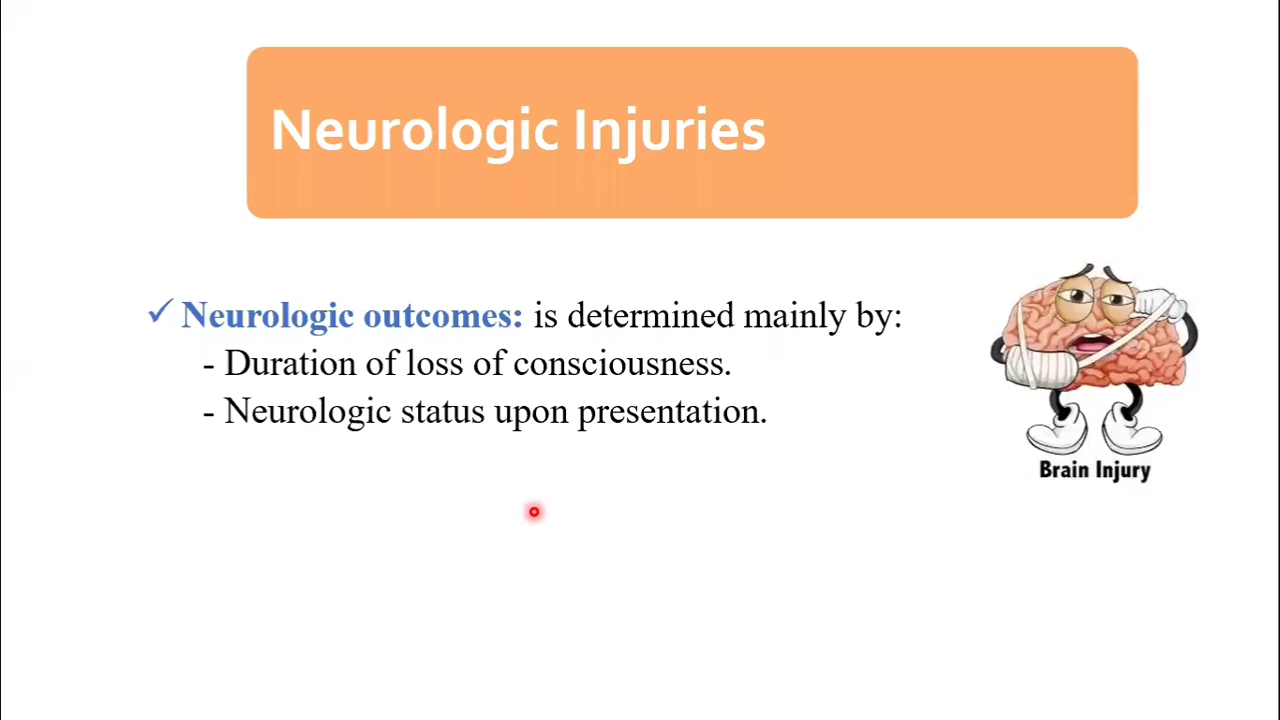 Neurologic Injuries
✓ Neurologic outcomes: is determined mainly by:
- Duration of loss of consciousness.
- Neurologic status upon presentation.
Brain Injury